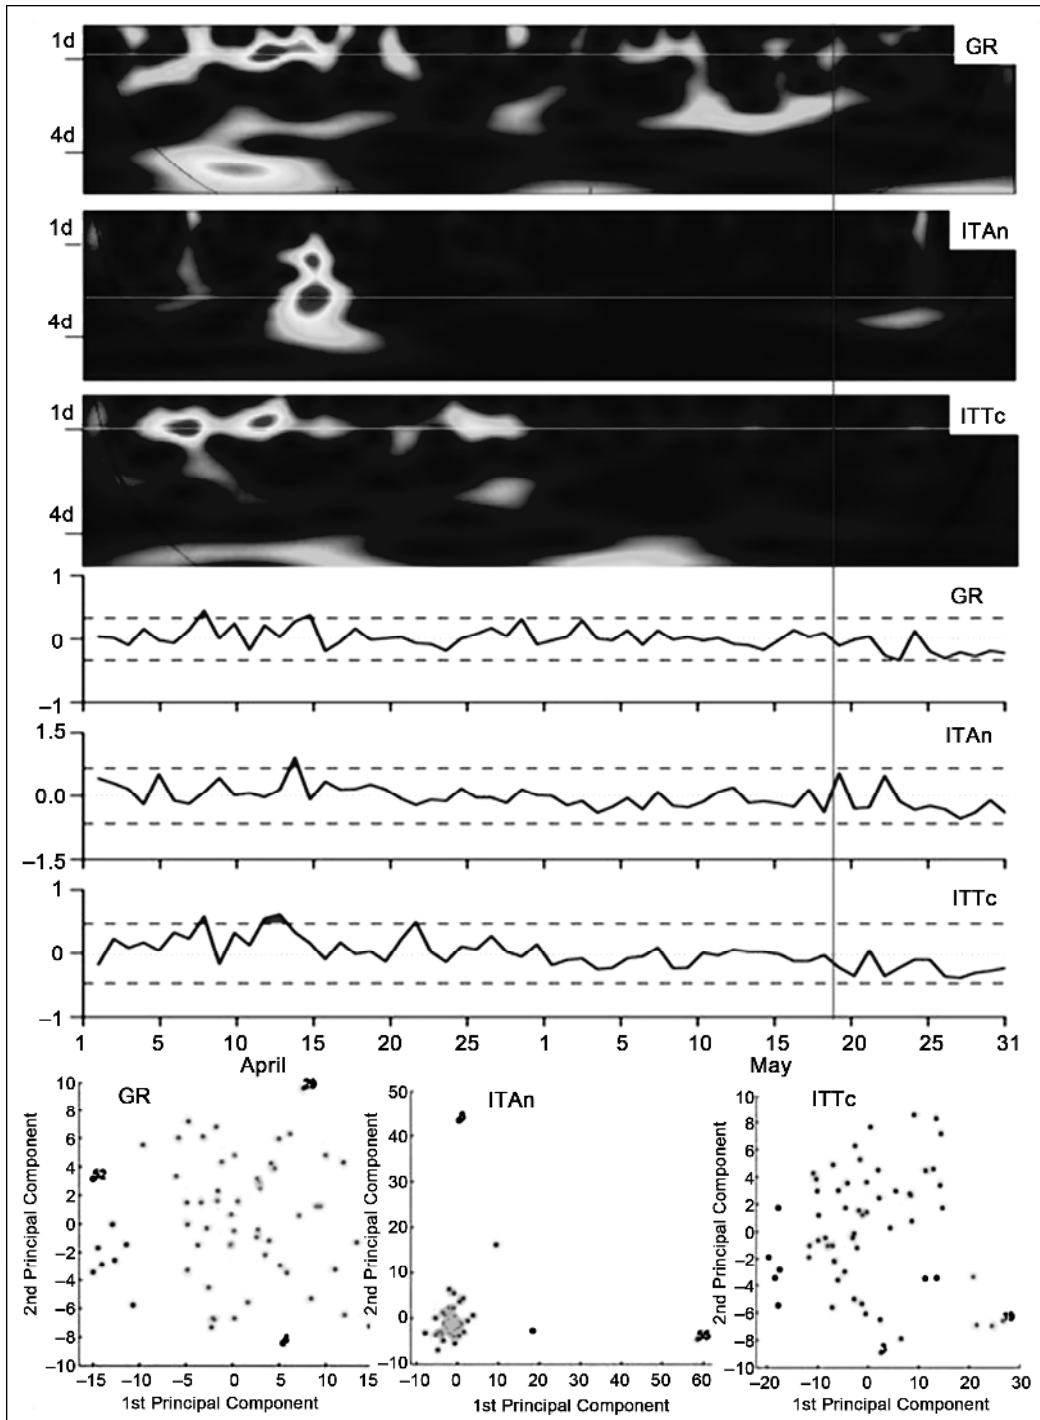 1d
GR
4d
1d
ITAn
4d
1d
ITTc
4d
1
GR
0
−1
1.5
ITAn
0.0
−1.5
1
ITTc
0
−1
1 5 10 15 20 25 1 5 10 15 20 25 31
April May
GR
10
8
6
4
2
0
−2
−4
−6
−8
−10
2nd Principal Component
52
−15 −10 −5 0 5 10 15
1st Principal Component
ITAn
50
40
30
20
10
0
−10
2nd Principal Component
−10 0 10 20 30 40 50 60
1st Principal Component
ITTc
10
8
6
4
2
0
−2
−4
−6
−8
−10
2nd Principal Component
−20 −10 0 10 20 30
1st Principal Component